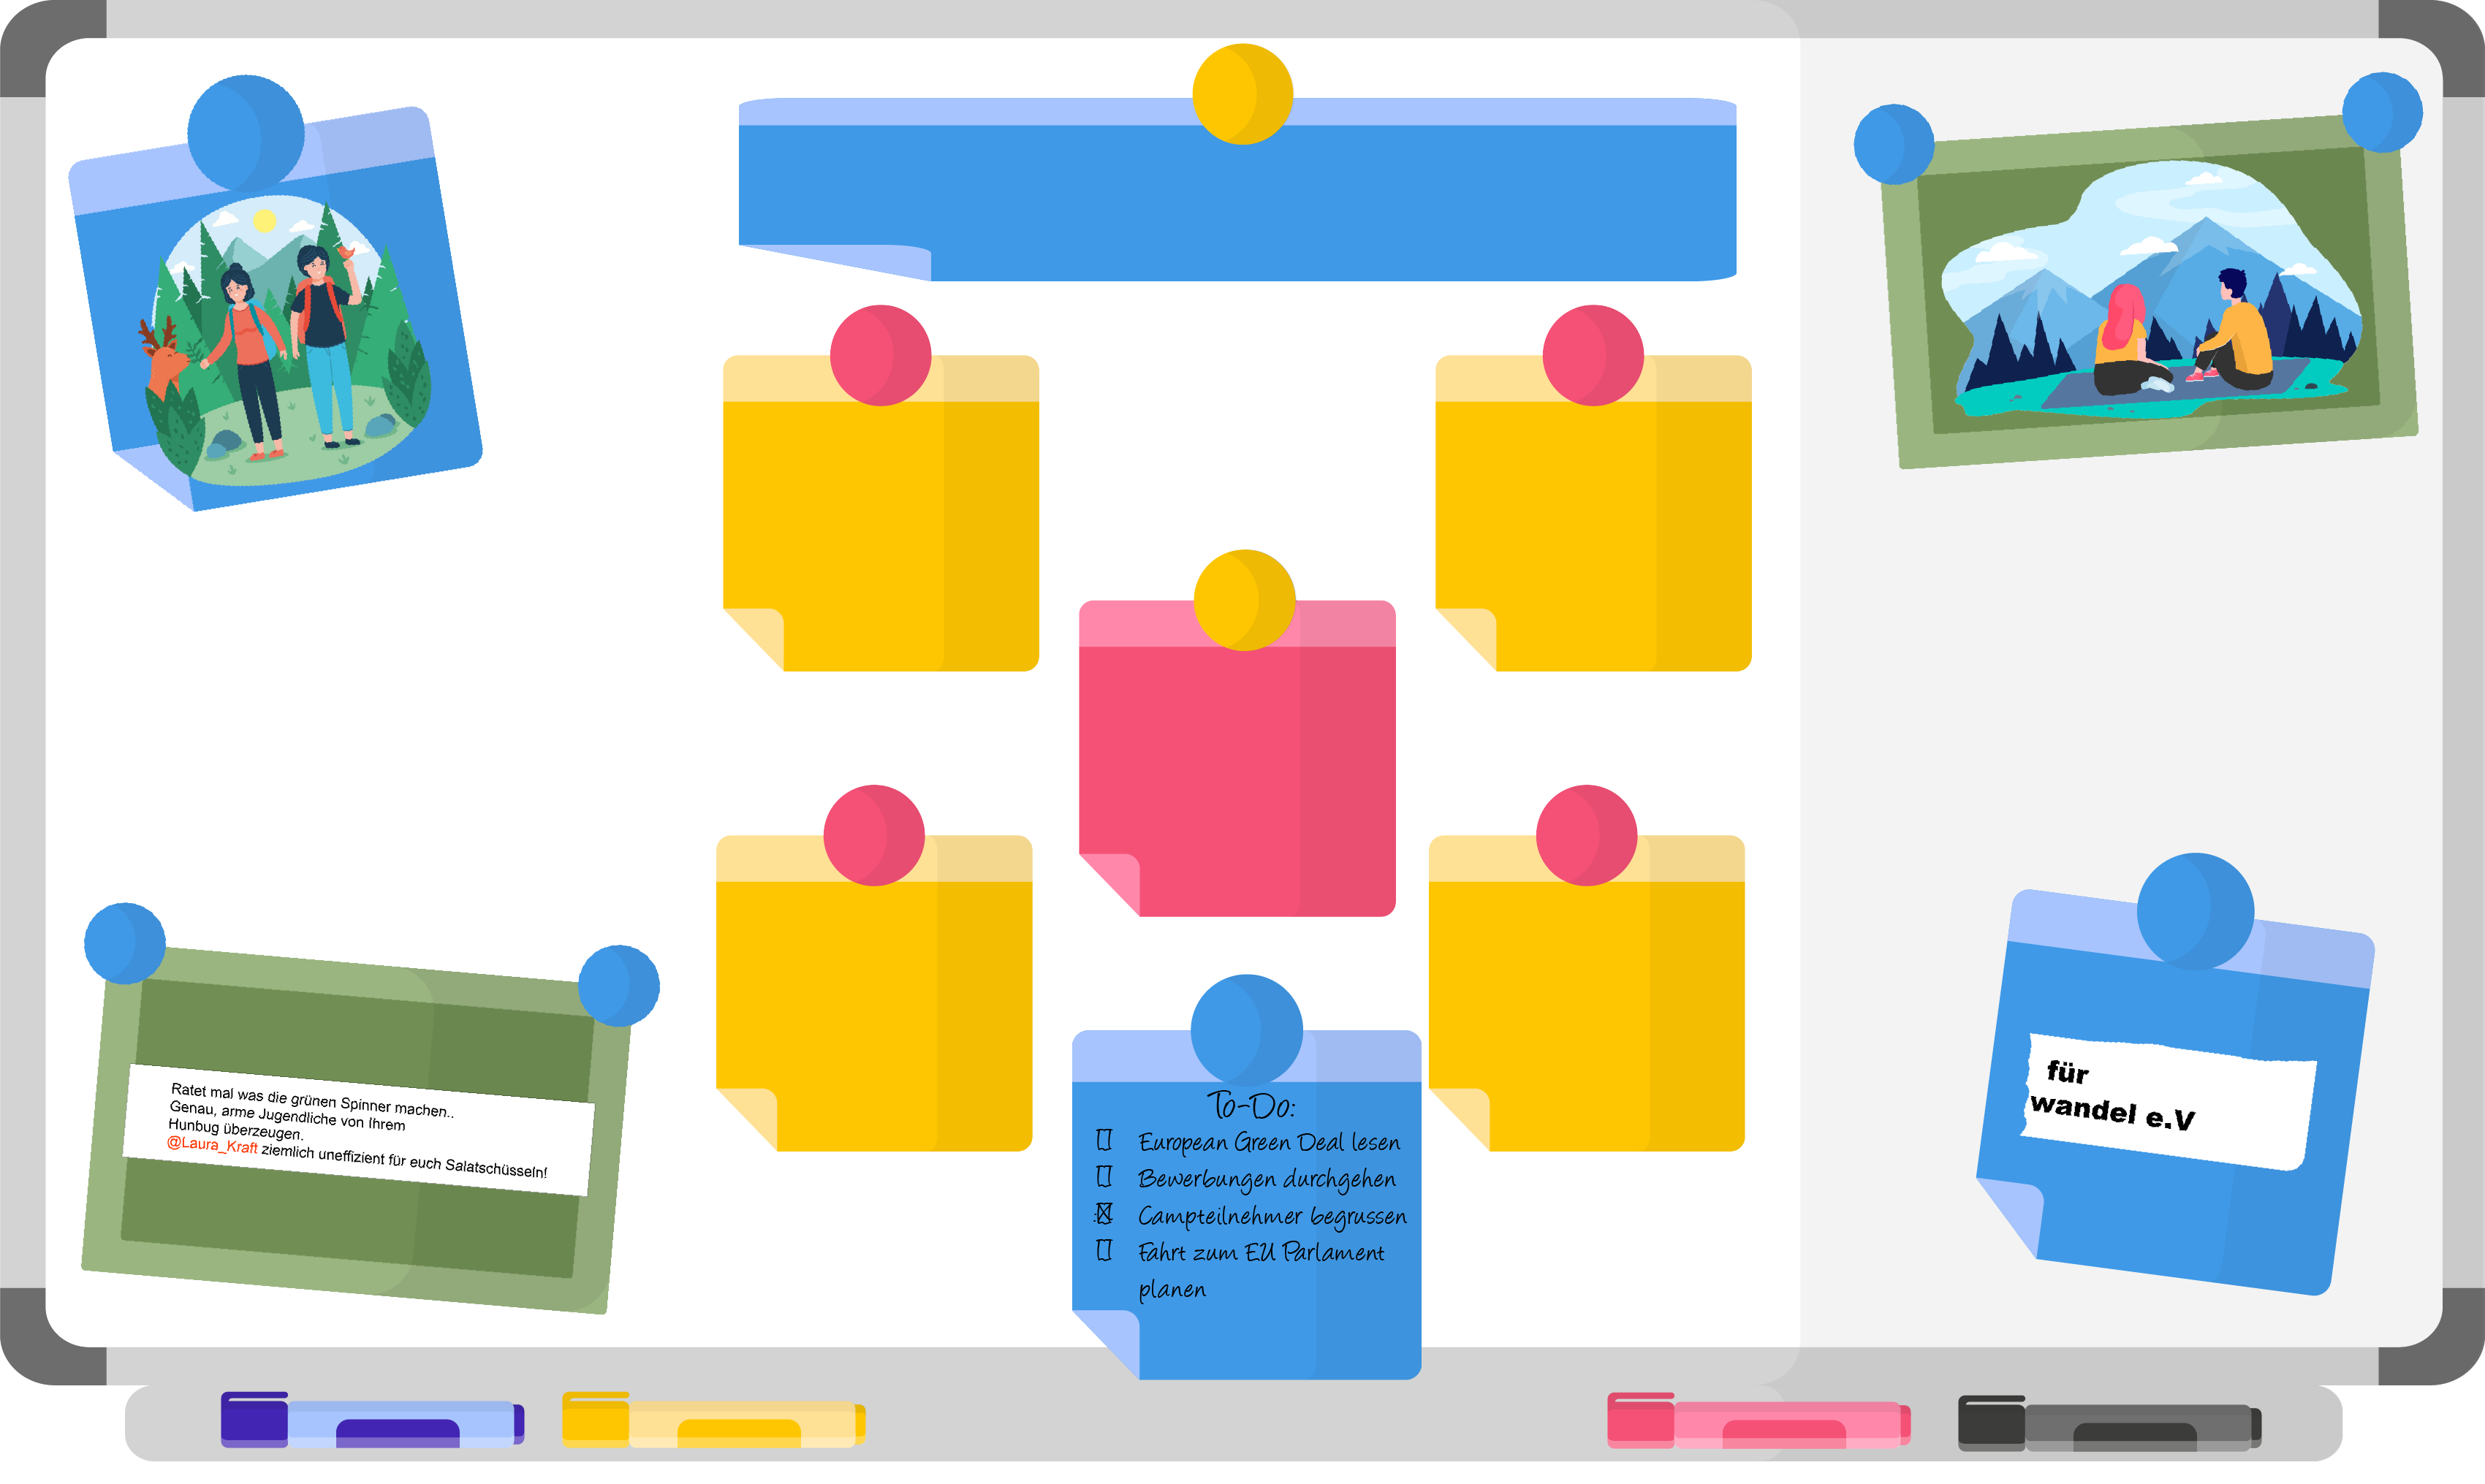 Ratet mal was die grünen Spinner machen..
Genau, arme Jugendliche von Ihrem
Hunbug überzeugen.
@Laura_Kraft ziemlich uneffizient für euch Salatschüsseln!
To-Do:
European Green Deal lesen
Bewerbungen durchgehen
Campteilnehmer begrussen
Fahrt zum EU Parlament
planen
für
wandel e.V